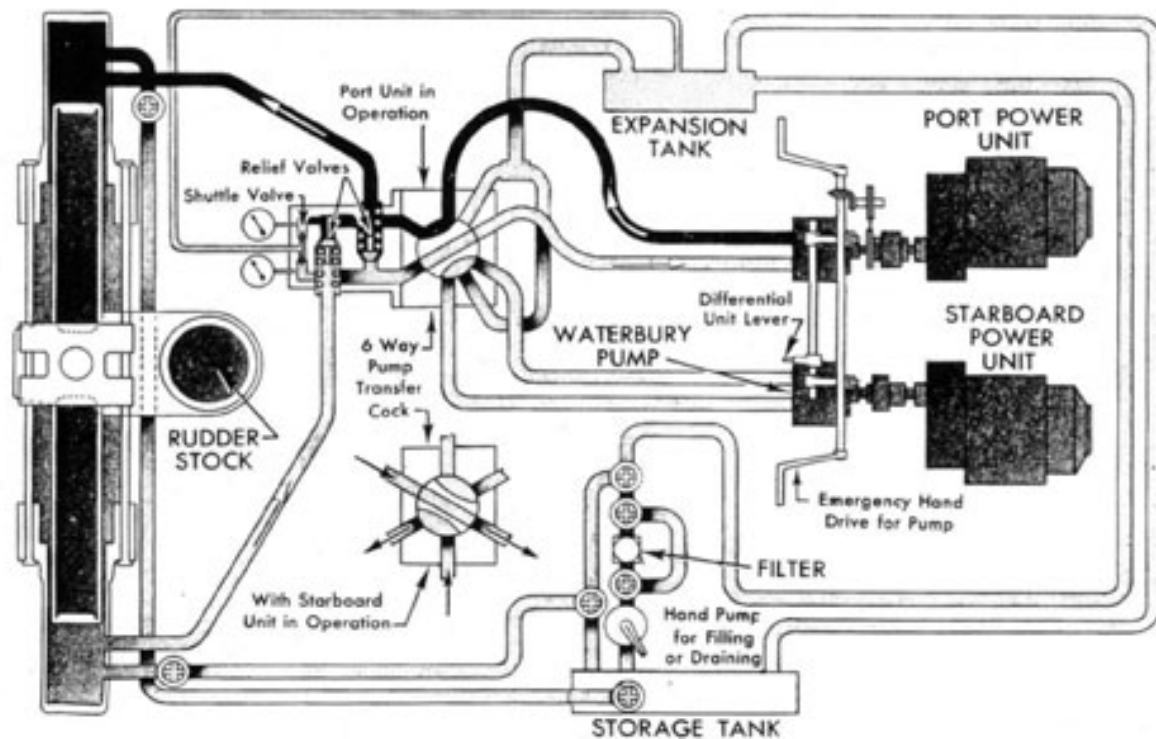 Port Unit in
Operation
EXPANSION
TANK
PORT POWER
UNIT
Relief Valves
Shuttle Valve
Differential
Unit Lever
WATERBURY
PUMP
STARBOARD
POWER
UNIT
6 Way
Pump
Transfer
Cock
RUDDER
STOCK
Emergency Hand
Drive for Pump
FILTER
With Starboard
Unit in Operation
Hand Pump
for Filling
or Draining
STORAGE TANK